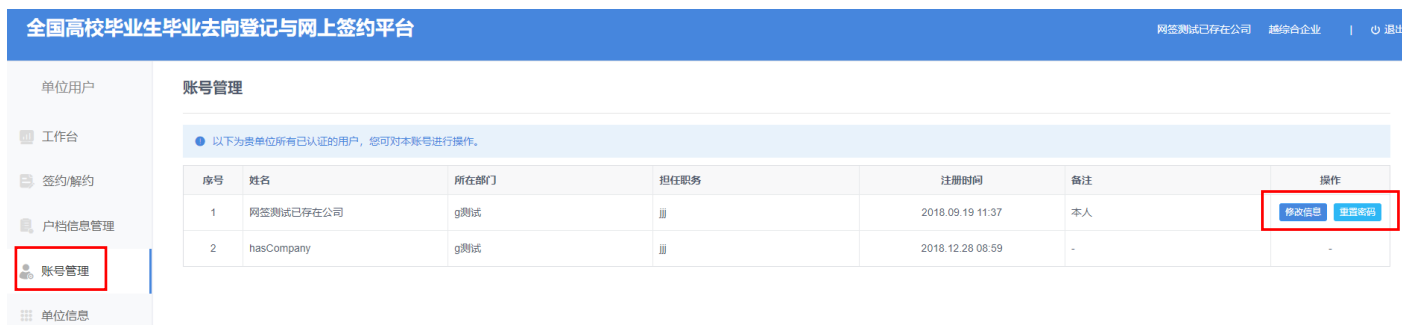 全国高校毕业生毕业去向登记与网上签约平台
网签测试已存在公司 越综合企业 | 退出
单位用户
账号管理
工作台
以下为贵单位所有已认证的用户，您可对本账号进行操作。
签约/解约
序号 姓名 所在部门 担任职务 注册时间 备注 操作
1 网签测试已存在公司 g测试 jjj 2018.09.19 11:37 本人 修改信息 重置密码
户档信息管理
2 hasCompany g测试 jjj 2018.12.28 08:59 - -
账号管理
单位信息